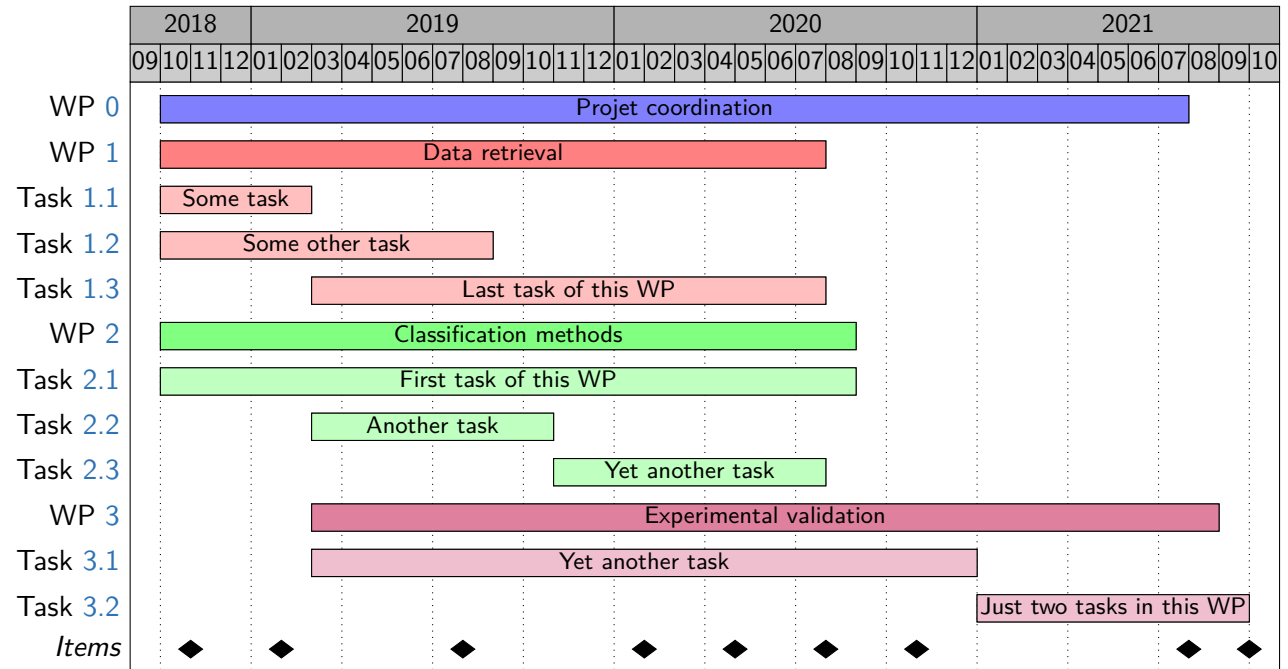 2018 2019 2020 2021
09 10 11 12 01 02 03 04 05 06 07 08 09 10 11 12 01 02 03 04 05 06 07 08 09 10 11 12 01 02 03 04 05 06 07 08 09 10
WP 0 Projet coordination
WP 1 Data retrieval
Task 1.1 Some task
Task 1.2 Some other task
Task 1.3 Last task of this WP
WP 2 Classification methods
Task 2.1 First task of this WP
Task 2.2 Another task
Task 2.3 Yet another task
WP 3 Experimental validation
Task 3.1 Yet another task
Task 3.2 Just two tasks in this WP
Items